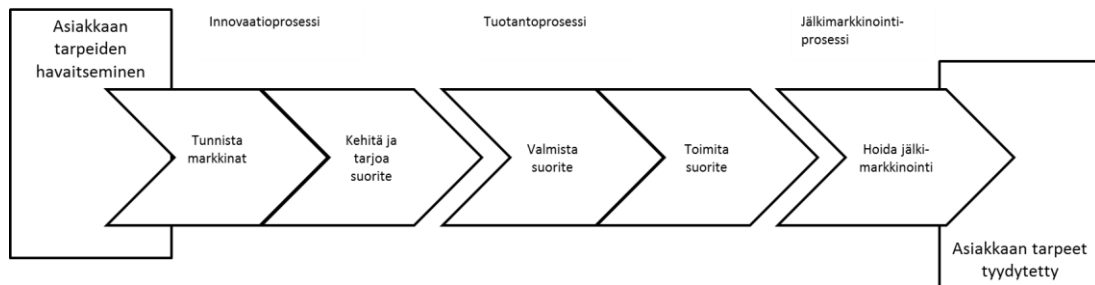 Asiakkaan
tarpeiden
havaitseminen
Innovaatioprosessi
Tuotantoprosessi
Jälkimarkkinointi-
prosessi
Tunnista
markkinat
Kehitä ja
tarjoa
suorite
Valmista
suorite
Toimita
suorite
Hoida jälki-
markkinointi
Asiakkaan tarpeet
tyydytetty